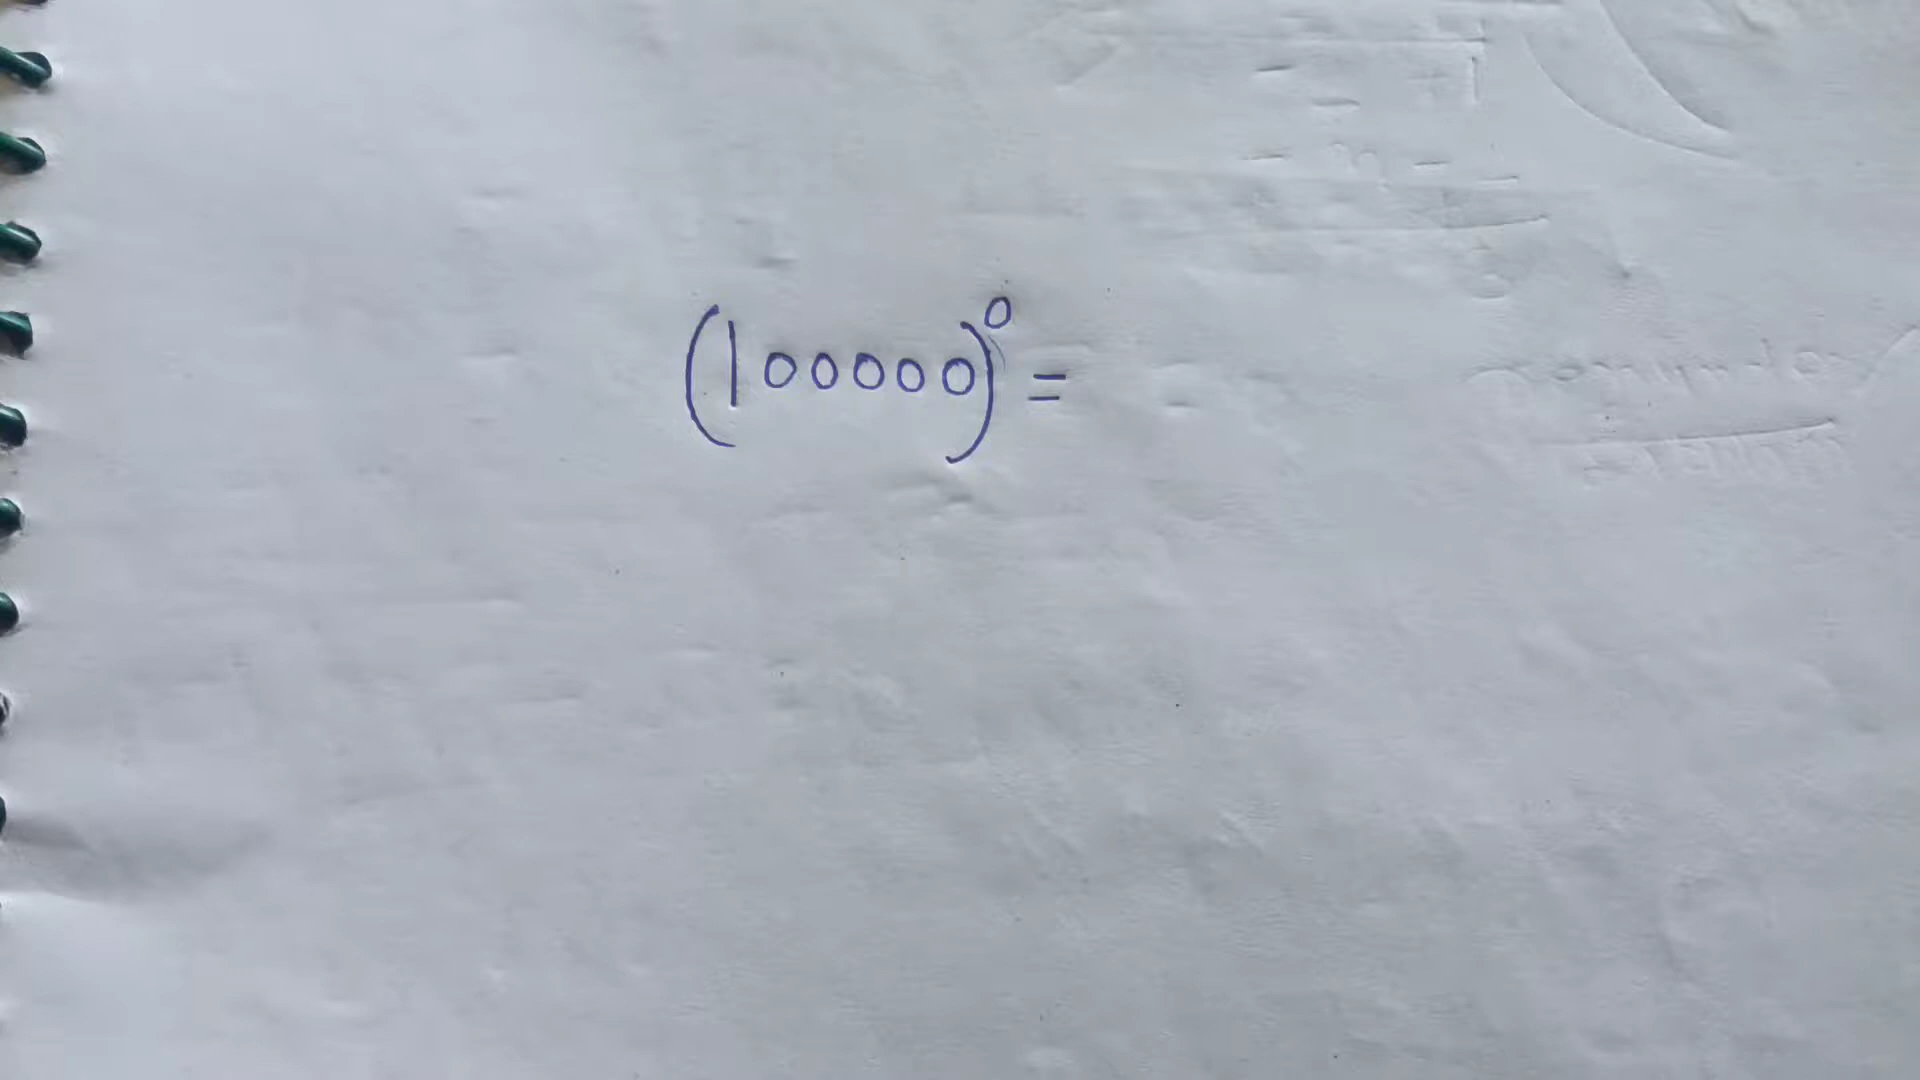 (100000)⁰ =